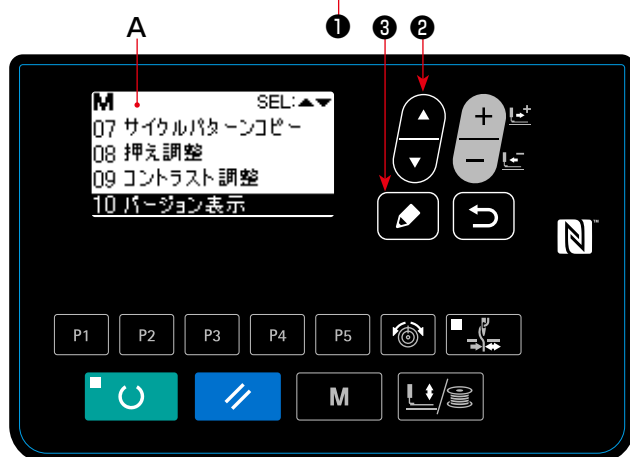 A
❶
❸
❷
M SEL:▲▼
07 サイクルパターンコピー
08 押え調整
09 コントラスト調整
10 バージョン表示
+
−
P1 P2 P3 P4 P5
M